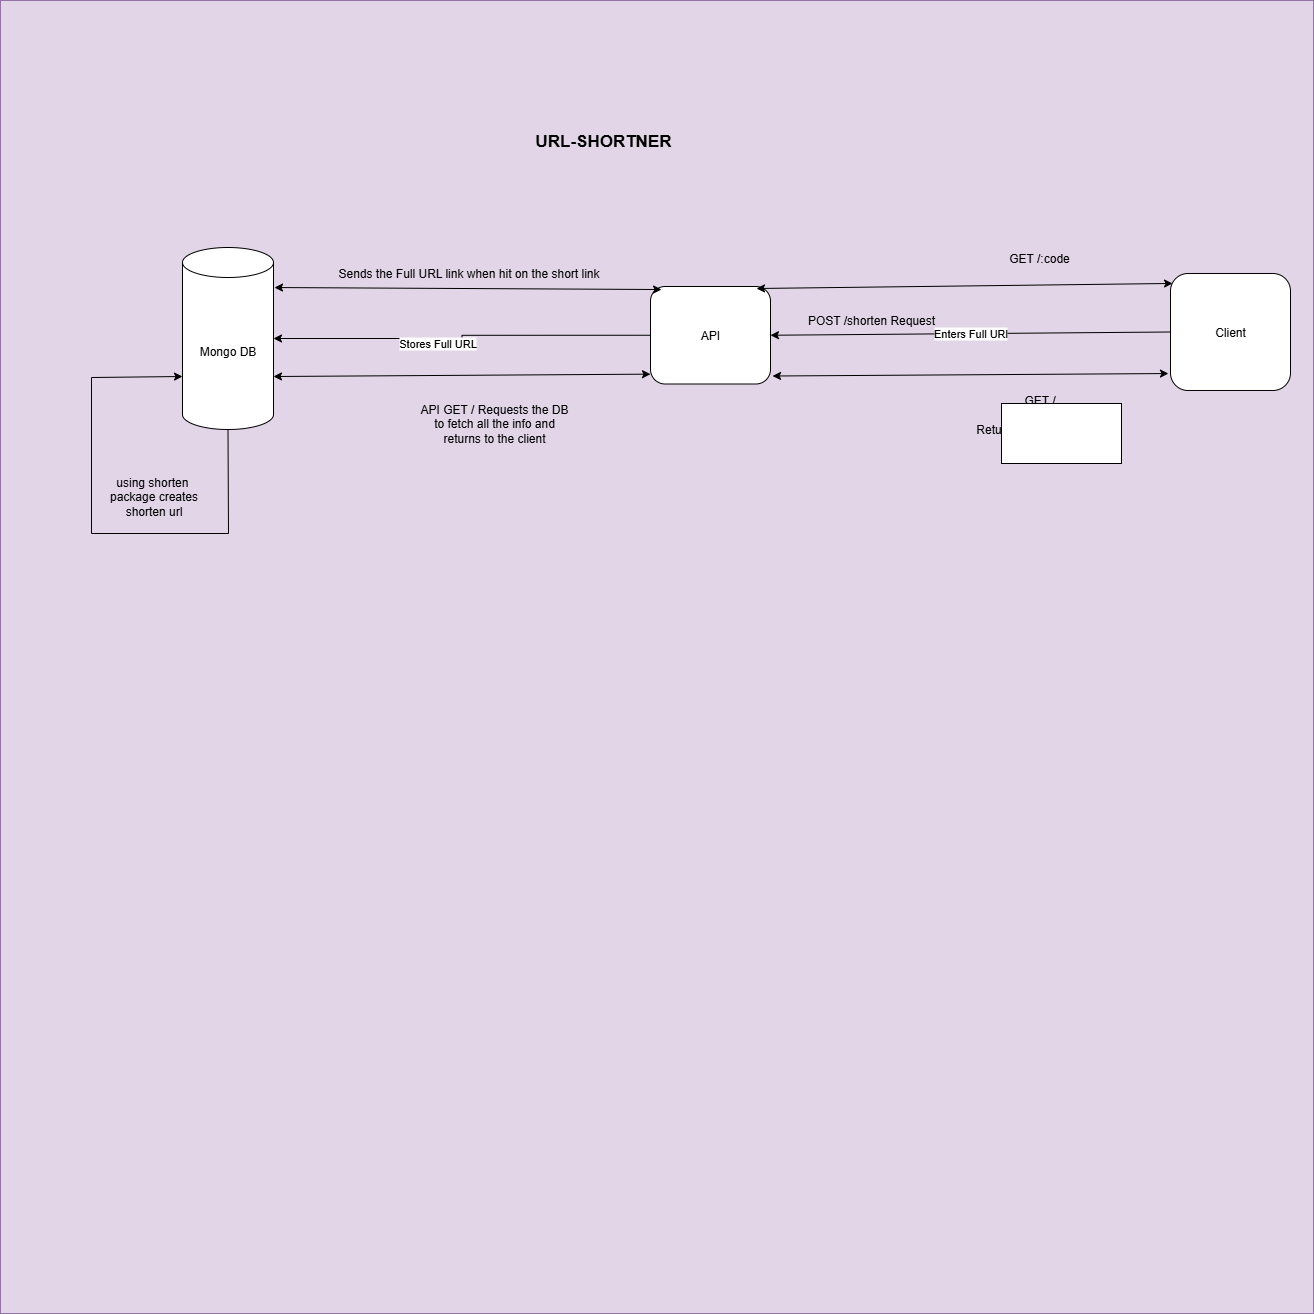 URL-SHORTNER
GET /:code
Sends the Full URL link when hit on the short link
POST /shorten Request
Enters Full URl
Client
API
Stores Full URL
Mongo DB
GET /
API GET / Requests the DB
to fetch all the info and
returns to the client
using shorten
package creates
shorten url